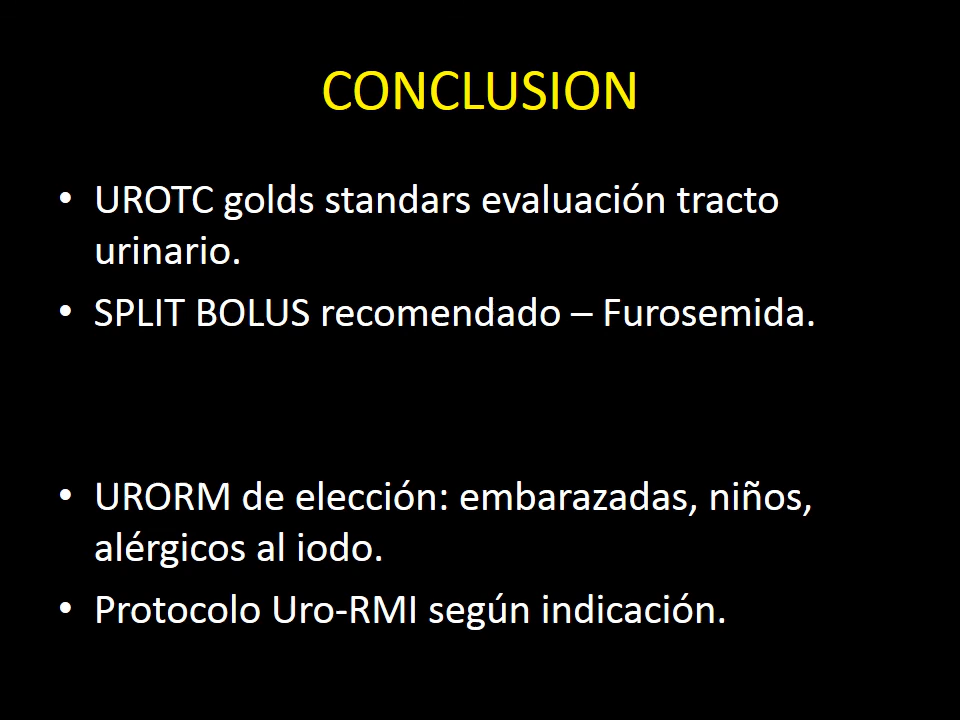 CONCLUSION
• UROTC golds standars evaluación tracto
urinario.
• SPLIT BOLUS recomendado – Furosemida.
• URORM de elección: embarazadas, niños,
alérgicos al iodo.
• Protocolo Uro-RMI según indicación.